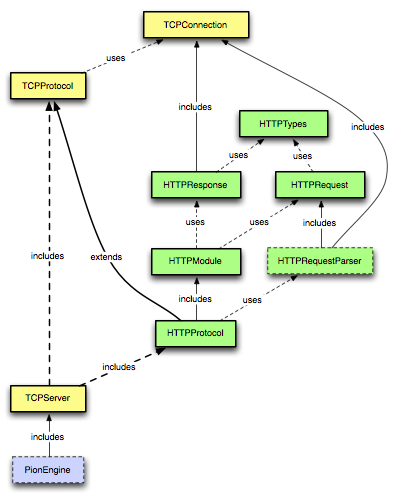 TCPConnection
uses
TCPProtocol
includes
HTTPTypes
includes
uses
uses
HTTPResponse
HTTPRequest
uses
uses
includes
includes
extends
HTTPModule
HTTPRequestParser
includes
uses
HTTPProtocol
includes
TCPServer
includes
PionEngine